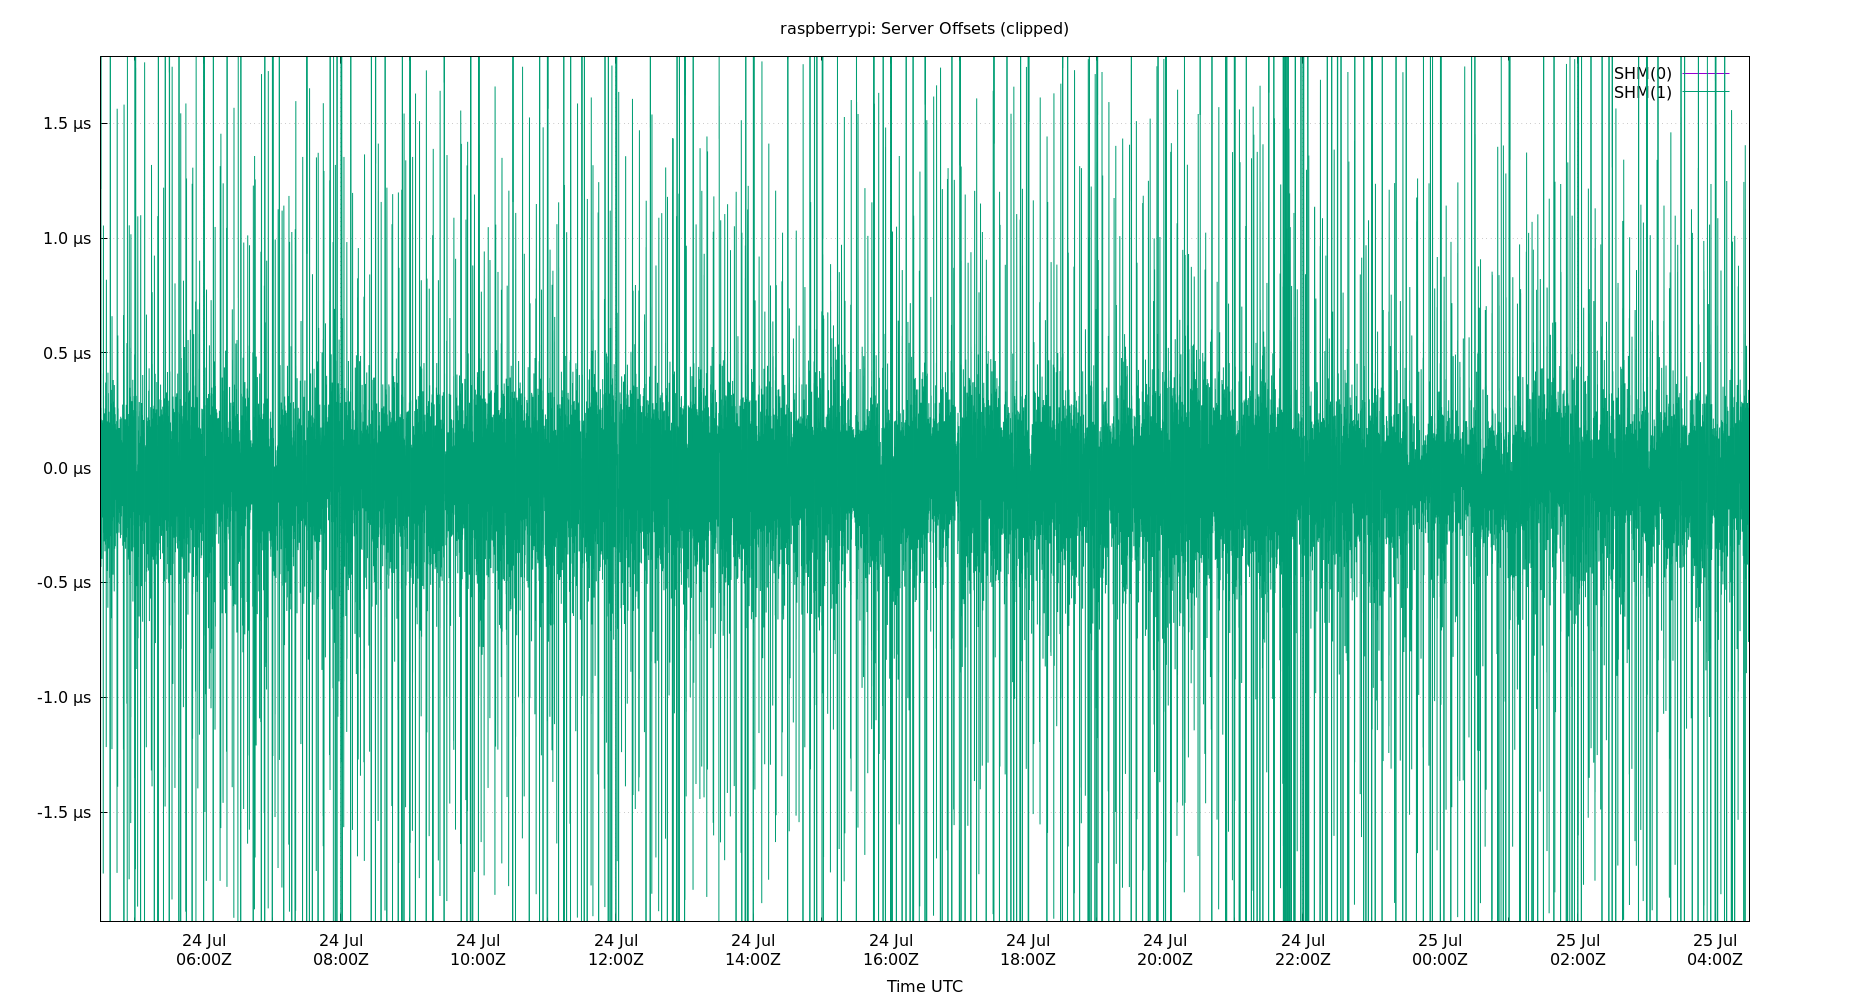 raspberrypi: Server Offsets (clipped)
SHM(0)
SHM(1)
1.5 μs
1.0 μs
0.5 μs
0.0 μs
-0.5 μs
-1.0 μs
-1.5 μs
24 Jul 24 Jul 24 Jul 24 Jul 24 Jul 24 Jul 24 Jul 24 Jul 24 Jul 25 Jul 25 Jul 25 Jul
06:00Z 08:00Z 10:00Z 12:00Z 14:00Z 16:00Z 18:00Z 20:00Z 22:00Z 00:00Z 02:00Z 04:00Z
Time UTC